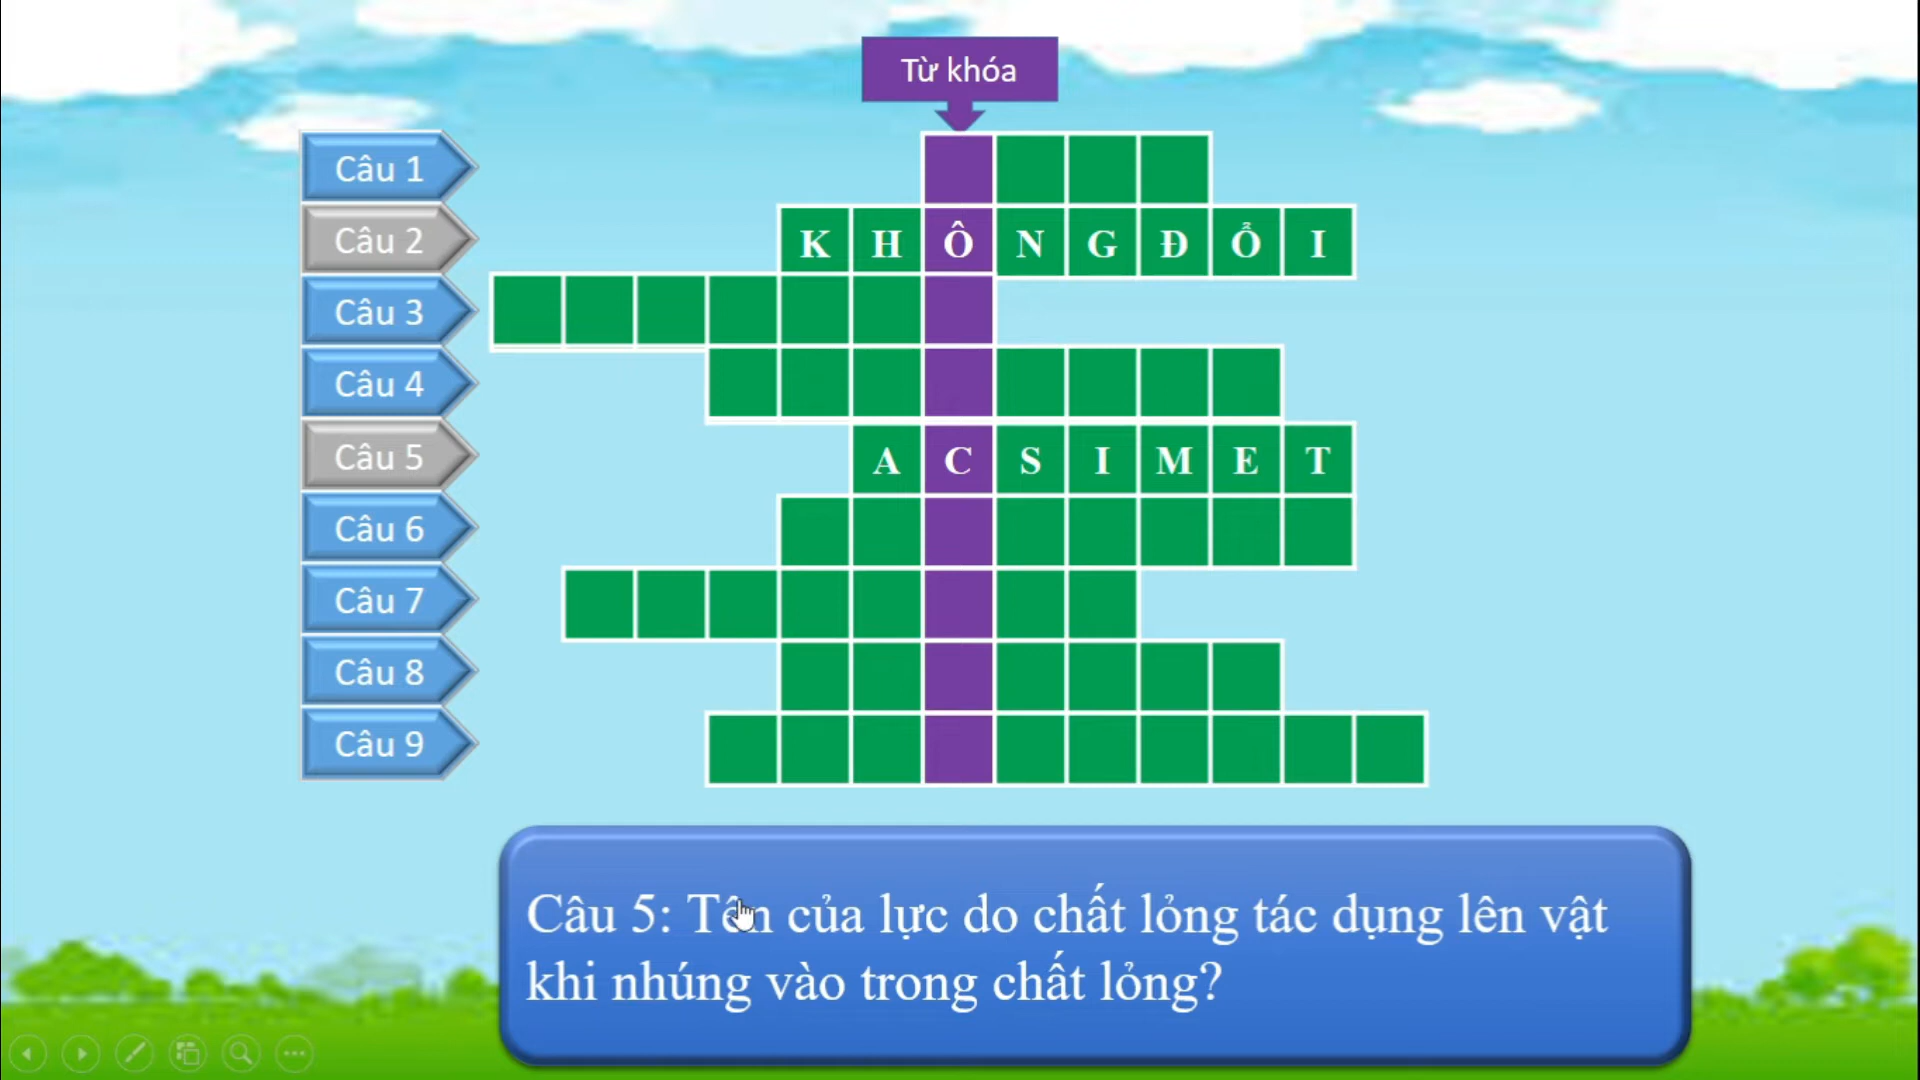 Từ khóa
Câu 1
Câu 2
KHÔNGĐỔI
Câu 3
Câu 4
Câu 5
ACSIMET
Câu 6
Câu 7
Câu 8
Câu 9
Câu 5: Tên của lực do chất lỏng tác dụng lên vật
khi nhúng vào trong chất lỏng?